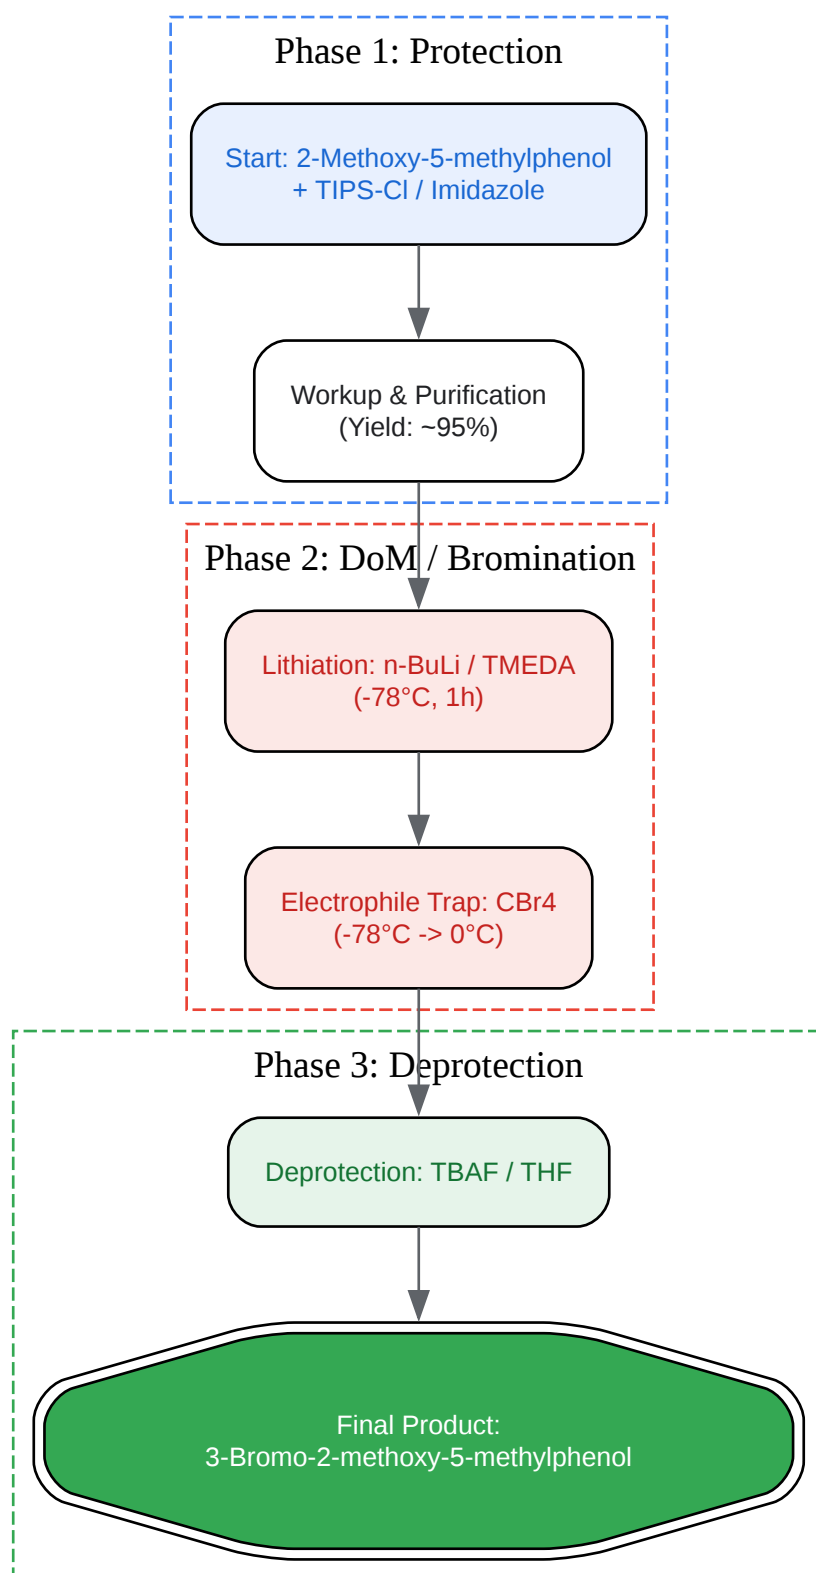 Phase 1: Protection
Start: 2-Methoxy-5-methylphenol
+ TIPS-Cl / Imidazole
Workup & Purification
(Yield: ~95%)
Phase 2: DoM / Bromination
Lithiation: n-BuLi / TMEDA
(-78°C, 1h)
Electrophile Trap: CBr4
(-78°C -> 0°C)
Phase 3: Deprotection
Deprotection: TBAF / THF
Final Product:
3-Bromo-2-methoxy-5-methylphenol